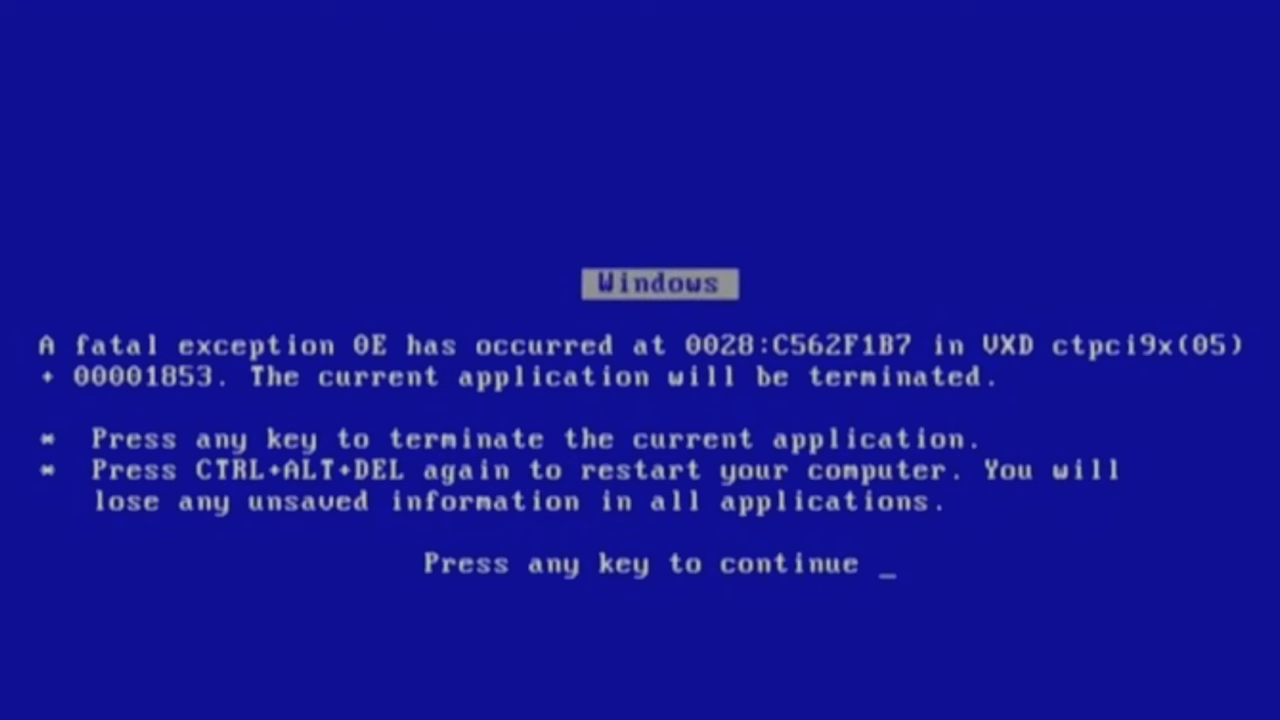 Windows
A fatal exception 0E has occurred at 0028:C562F1B7 in VXD ctpci9x(05)
+ 00001853. The current application will be terminated.
* Press any key to terminate the current application.
* Press CTRL+ALT+DEL again to restart your computer. You will
lose any unsaved information in all applications.
Press any key to continue _